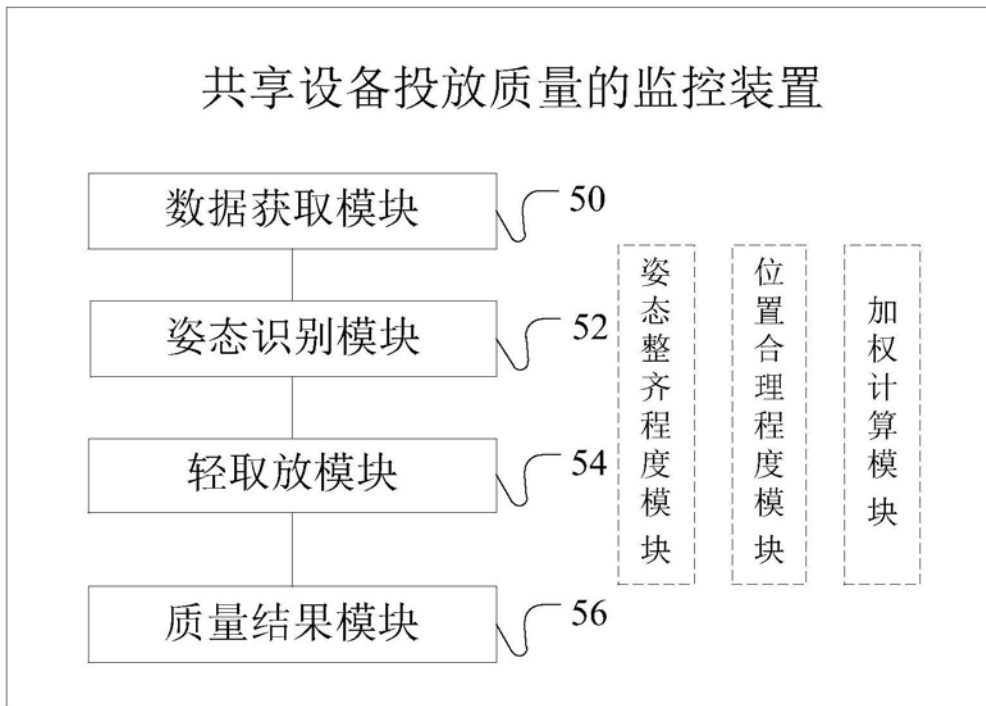 共享设备投放质量的监控装置
数据获取模块
50
姿态识别模块
52
轻取放模块
54
质量结果模块
56
姿态整齐程度模块
位置合理程度模块
加权计算模块